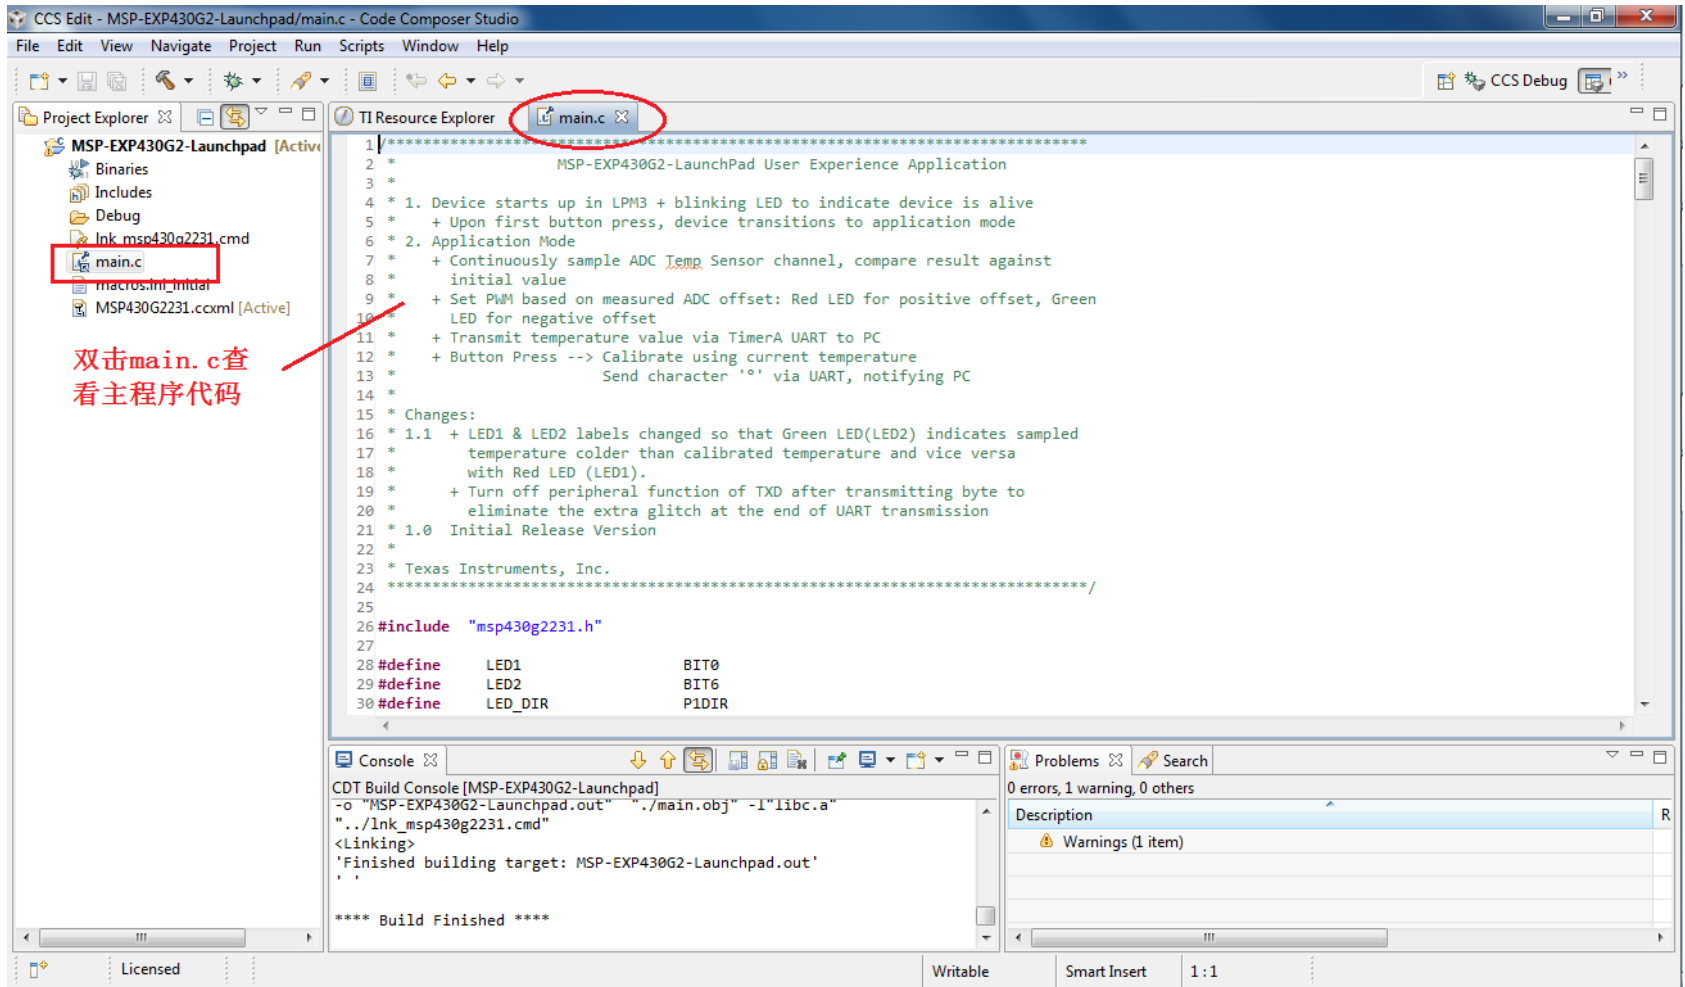 CCS Edit - MSP-EXP430G2-Launchpad/main.c - Code Composer Studio
File Edit View Navigate Project Run Scripts Window Help
CCS Debug
Project Explorer
TI Resource Explorer
main.c
MSP-EXP430G2-Launchpad [Active
Binaries
Includes
Debug
lnk_msp430g2231.cmd
main.c
macros.ini_initial
MSP430G2231.ccxml [Active]
双击main.c查
看主程序代码
1 /******************************************************************************
2 * MSP-EXP430G2-LaunchPad User Experience Application
3 *
4 * 1. Device starts up in LPM3 + blinking LED to indicate device is alive
5 * + Upon first button press, device transitions to application mode
6 * 2. Application Mode
7 * + Continuously sample ADC Temp Sensor channel, compare result against
8 * initial value
9 * + Set PWM based on measured ADC offset: Red LED for positive offset, Green
10 * LED for negative offset
11 * + Transmit temperature value via TimerA UART to PC
12 * + Button Press --> Calibrate using current temperature
13 * Send character '°' via UART, notifying PC
14 *
15 * Changes:
16 * 1.1 + LED1 & LED2 labels changed so that Green LED(LED2) indicates sampled
17 * temperature colder than calibrated temperature and vice versa
18 * with Red LED (LED1).
19 * + Turn off peripheral function of TXD after transmitting byte to
20 * eliminate the extra glitch at the end of UART transmission
21 * 1.0 Initial Release Version
22 *
23 * Texas Instruments, Inc.
24 ******************************************************************************/
25
26 #include "msp430g2231.h"
27
28 #define LED1 BIT0
29 #define LED2 BIT6
30 #define LED_DIR P1DIR
Console
CDT Build Console [MSP-EXP430G2-Launchpad]
-o "MSP-EXP430G2-Launchpad.out" "./main.obj" -l"libc.a"
"../lnk_msp430g2231.cmd"
<Linking>
'Finished building target: MSP-EXP430G2-Launchpad.out'
' '
**** Build Finished ****
Problems
Search
0 errors, 1 warning, 0 others
Description
R
Warnings (1 item)
Licensed
Writable
Smart Insert
1 : 1